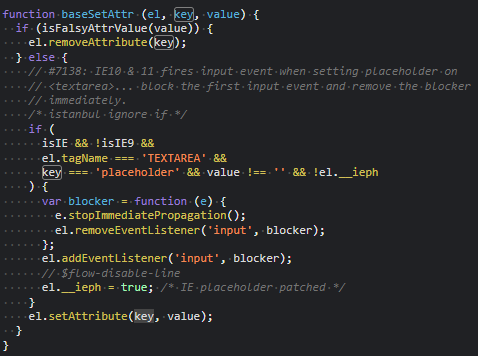 function baseSetAttr (el, key, value) {
  if (isFalsyAttrValue(value)) {
    el.removeAttribute(key);
  } else {
    // #7138: IE10 & 11 fires input event when setting placeholder on
    // <textarea>... block the first input event and remove the blocker
    // immediately.
    /* istanbul ignore if */
    if (
      isIE && !isIE9 &&
      el.tagName === 'TEXTAREA' &&
      key === 'placeholder' && value !== '' && !el.__ieph
    ) {
      var blocker = function (e) {
        e.stopImmediatePropagation();
        el.removeEventListener('input', blocker);
      };
      el.addEventListener('input', blocker);
      // $flow-disable-line
      el.__ieph = true; /* IE placeholder patched */
    }
    el.setAttribute(key, value);
  }
}